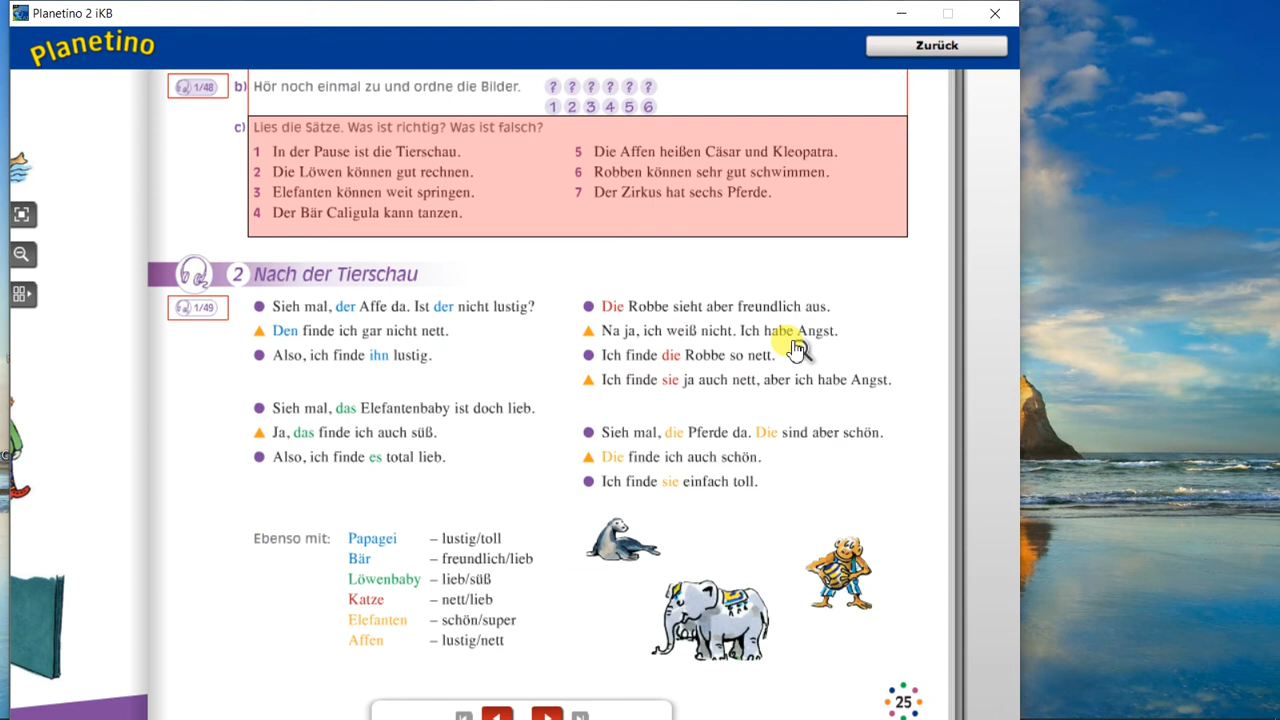 Planetino 2 iKB
Planetino
Zurück
1/48
b) Hör noch einmal zu und ordne die Bilder.
? ? ? ? ? ?
1 2 3 4 5 6
c) Lies die Sätze. Was ist richtig? Was ist falsch?
1 In der Pause ist die Tierschau.
2 Die Löwen können gut rechnen.
3 Elefanten können weit springen.
4 Der Bär Caligula kann tanzen.
5 Die Affen heißen Cäsar und Kleopatra.
6 Robben können sehr gut schwimmen.
7 Der Zirkus hat sechs Pferde.
2 Nach der Tierschau
1/49
Sieh mal, der Affe da. Ist der nicht lustig?
Den finde ich gar nicht nett.
Also, ich finde ihn lustig.
Sieh mal, das Elefantenbaby ist doch lieb.
Ja, das finde ich auch süß.
Also, ich finde es total lieb.
Die Robbe sieht aber freundlich aus.
Na ja, ich weiß nicht. Ich habe Angst.
Ich finde die Robbe so nett.
Ich finde sie ja auch nett, aber ich habe Angst.
Sieh mal, die Pferde da. Die sind aber schön.
Die finde ich auch schön.
Ich finde sie einfach toll.
Ebenso mit: Papagei – lustig/toll
Bär – freundlich/lieb
Löwenbaby – lieb/süß
Katze – nett/lieb
Elefanten – schön/super
Affen – lustig/nett
25